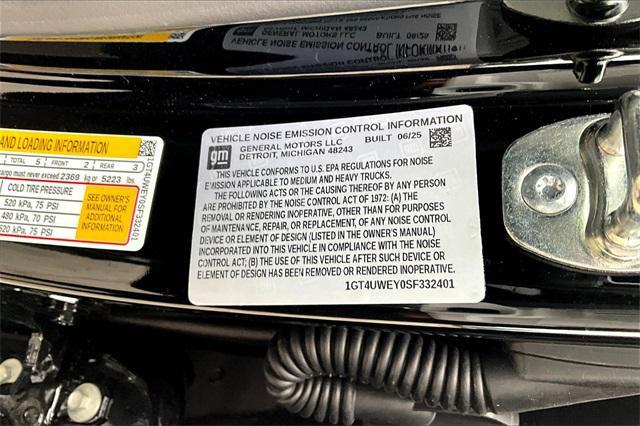 VEHICLE NOISE EMISSION CONTROL INFORMATION
gm GENERAL MOTORS LLC BUILT 06/25
DETROIT, MICHIGAN 48243
THIS VEHICLE CONFORMS TO U.S. EPA REGULATIONS FOR NOISE
EMISSION APPLICABLE TO MEDIUM AND HEAVY TRUCKS.
THE FOLLOWING ACTS OR THE CAUSING THEREOF BY ANY PERSON
ARE PROHIBITED BY THE NOISE CONTROL ACT OF 1972: (A) THE
REMOVAL OR RENDERING INOPERATIVE, OTHER THAN FOR PURPOSES
OF MAINTENANCE, REPAIR, OR REPLACEMENT, OF ANY NOISE CONTROL
DEVICE OR ELEMENT OF DESIGN (LISTED IN THE OWNER'S MANUAL)
INTO THIS VEHICLE IN COMPLIANCE WITH THE NOISE
CONTROL ACT; (B) THE USE OF THIS VEHICLE AFTER SUCH DEVICE OR
ELEMENT OF DESIGN HAS BEEN REMOVED OR RENDERED INOPERATIVE.
1GT4UWEY0SF332401
AND LOADING INFORMATION
TOTAL 5 FRONT 2 REAR 3
cargo must never exceed 2369 kg or 5223 lbs.
COLD TIRE PRESSURE
520 kPa, 75 PSI
480 kPa, 70 PSI
520 kPa, 75 PSI
SEE OWNER'S
MANUAL FOR
ADDITIONAL
INFORMATION
1GT4UWEY0SF332401